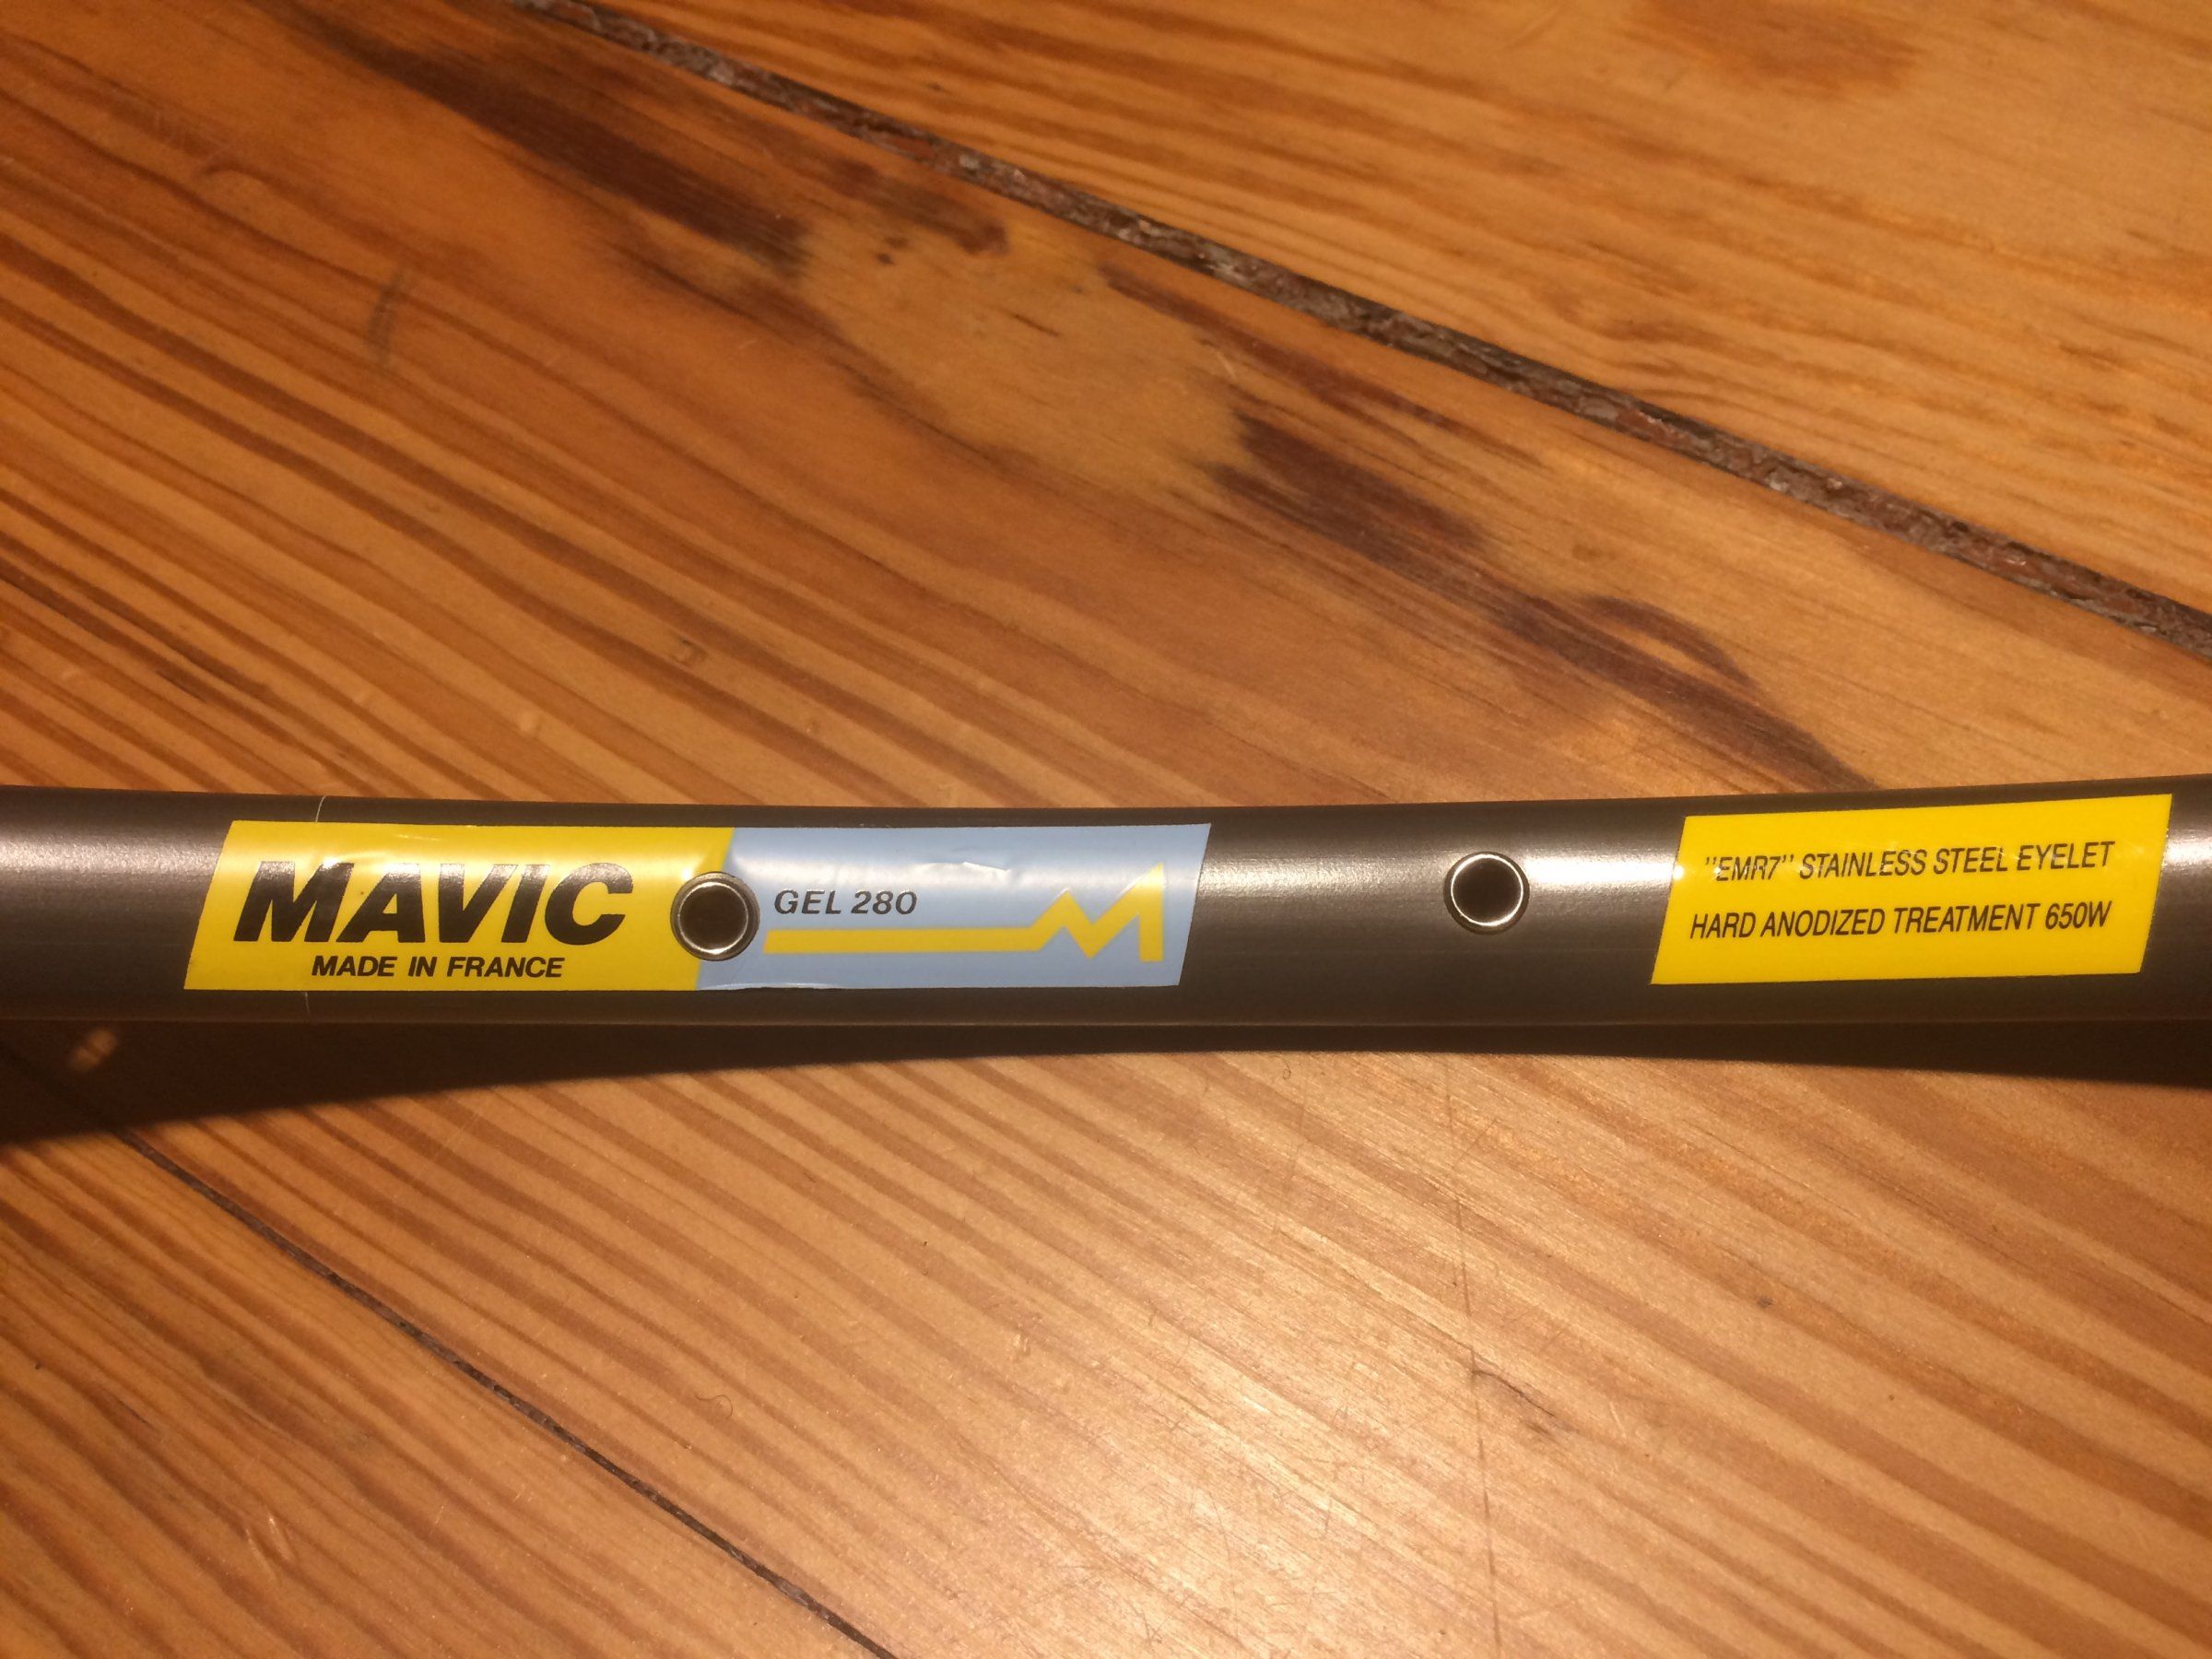 MAVIC
MADE IN FRANCE
GEL 280
"EMR7" STAINLESS STEEL EYELET
HARD ANODIZED TREATMENT 650W